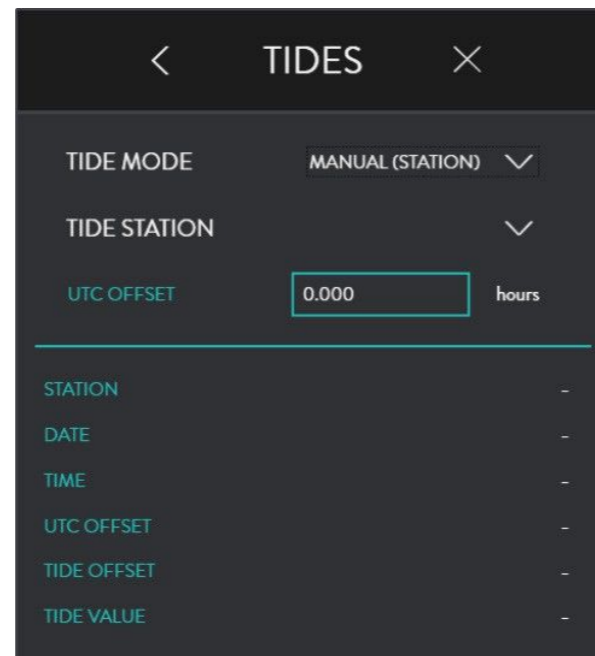 TIDES
TIDE MODE MANUAL (STATION)
TIDE STATION
UTC OFFSET 0.000 hours
STATION -
DATE -
TIME -
UTC OFFSET -
TIDE OFFSET -
TIDE VALUE -